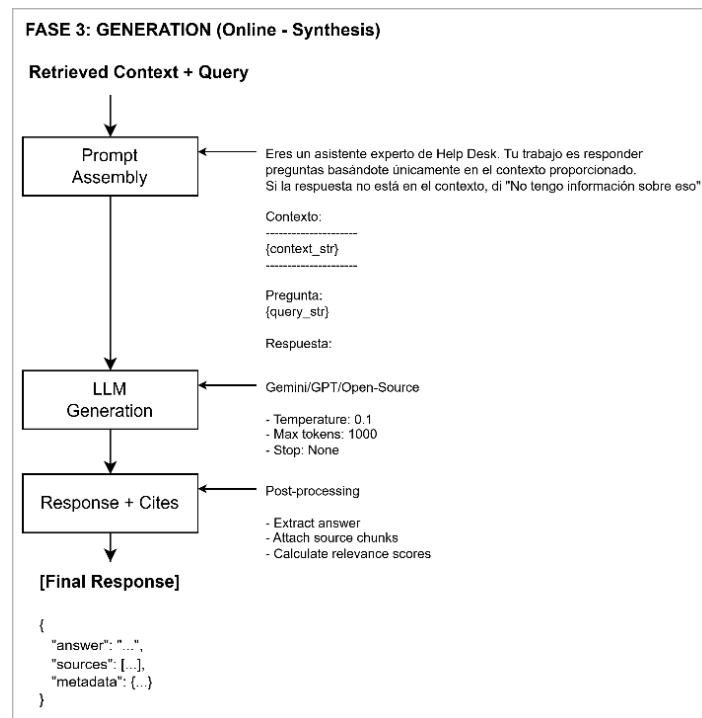 FASE 3: GENERATION (Online - Synthesis)
Retrieved Context + Query
Prompt
Assembly
Eres un asistente experto de Help Desk. Tu trabajo es responder
preguntas basándote únicamente en el contexto proporcionado.
Si la respuesta no está en el contexto, di "No tengo información sobre eso"
Contexto:
---------------------
{context_str}
---------------------
Pregunta:
{query_str}
Respuesta:
LLM
Generation
Gemini/GPT/Open-Source
- Temperature: 0.1
- Max tokens: 1000
- Stop: None
Response + Cites
Post-processing
- Extract answer
- Attach source chunks
- Calculate relevance scores
[Final Response]
{
"answer": "...",
"sources": [...],
"metadata": {...}
}